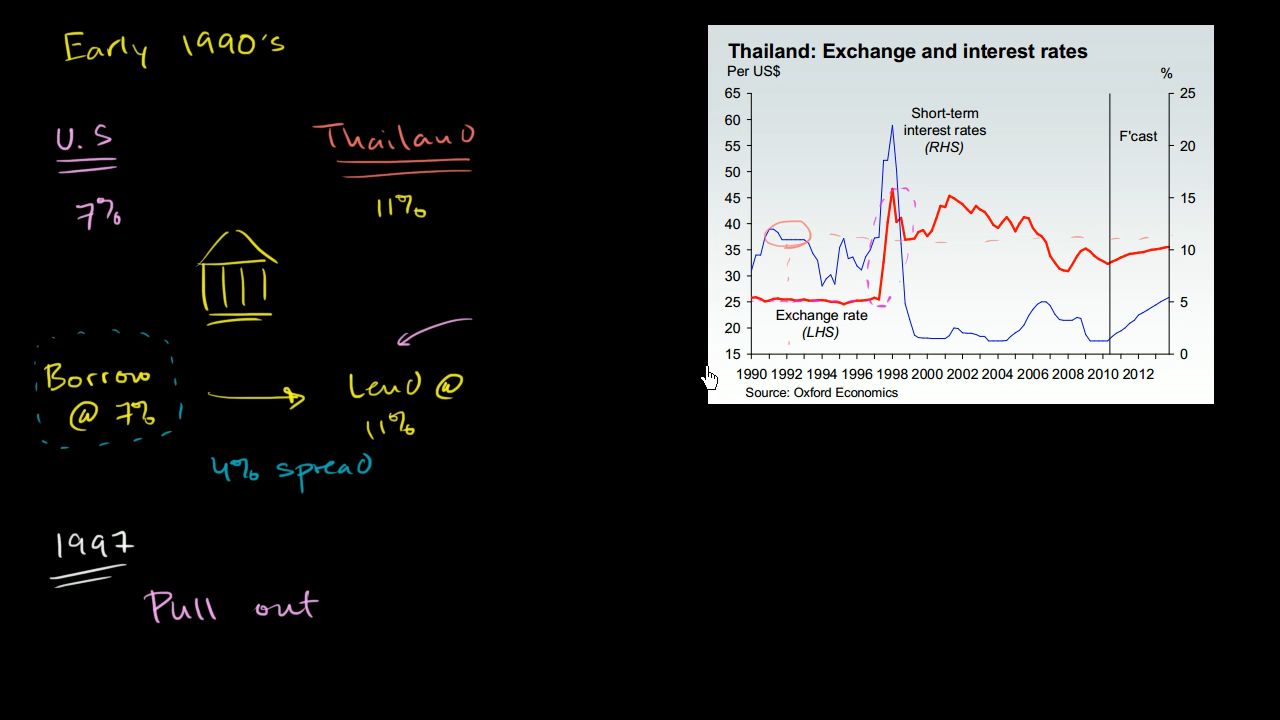 Early 1990's
U.S
Thailand
7%
11%
Borrow
@ 7%
Lend @
11%
4% spread
1997
Pull out
Thailand: Exchange and interest rates
Per US$
%
65
60
55
50
45
40
35
30
25
20
15
25
20
15
10
5
0
Short-term
interest rates
(RHS)
F'cast
Exchange rate
(LHS)
1990 1992 1994 1996 1998 2000 2002 2004 2006 2008 2010 2012
Source: Oxford Economics